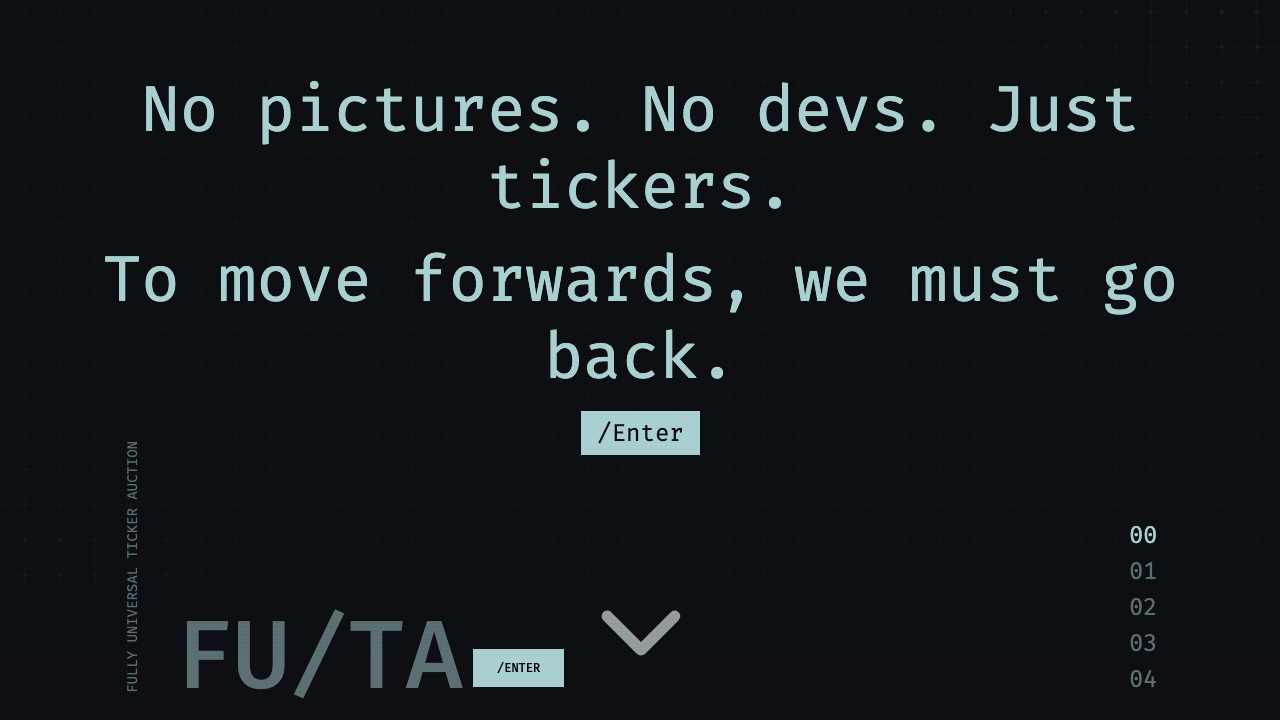 No pictures. No devs. Just
tickers.
To move forwards, we must go
back.
/Enter
FULLY UNIVERSAL TICKER AUCTION
FU/TA
/ENTER
00
01
02
03
04